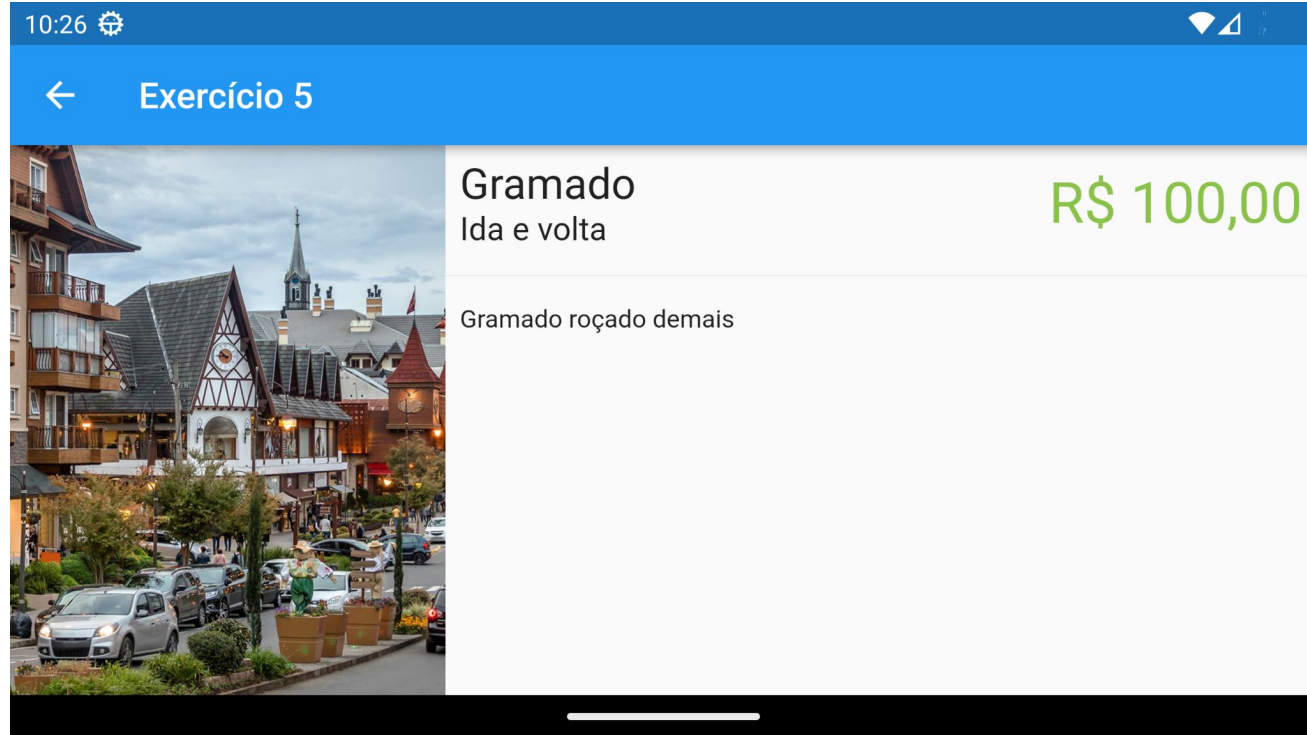 10:26
Exercício 5
Gramado
Ida e volta
R$ 100,00
Gramado roçado demais